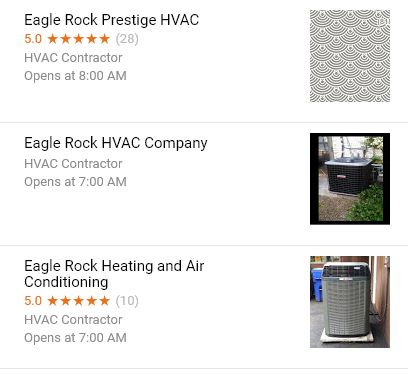 Eagle Rock Prestige HVAC
5.0 ★★★★★ (28)
HVAC Contractor
Opens at 8:00 AM
Eagle Rock HVAC Company
HVAC Contractor
Opens at 7:00 AM
Eagle Rock Heating and Air
Conditioning
5.0 ★★★★★ (10)
HVAC Contractor
Opens at 7:00 AM